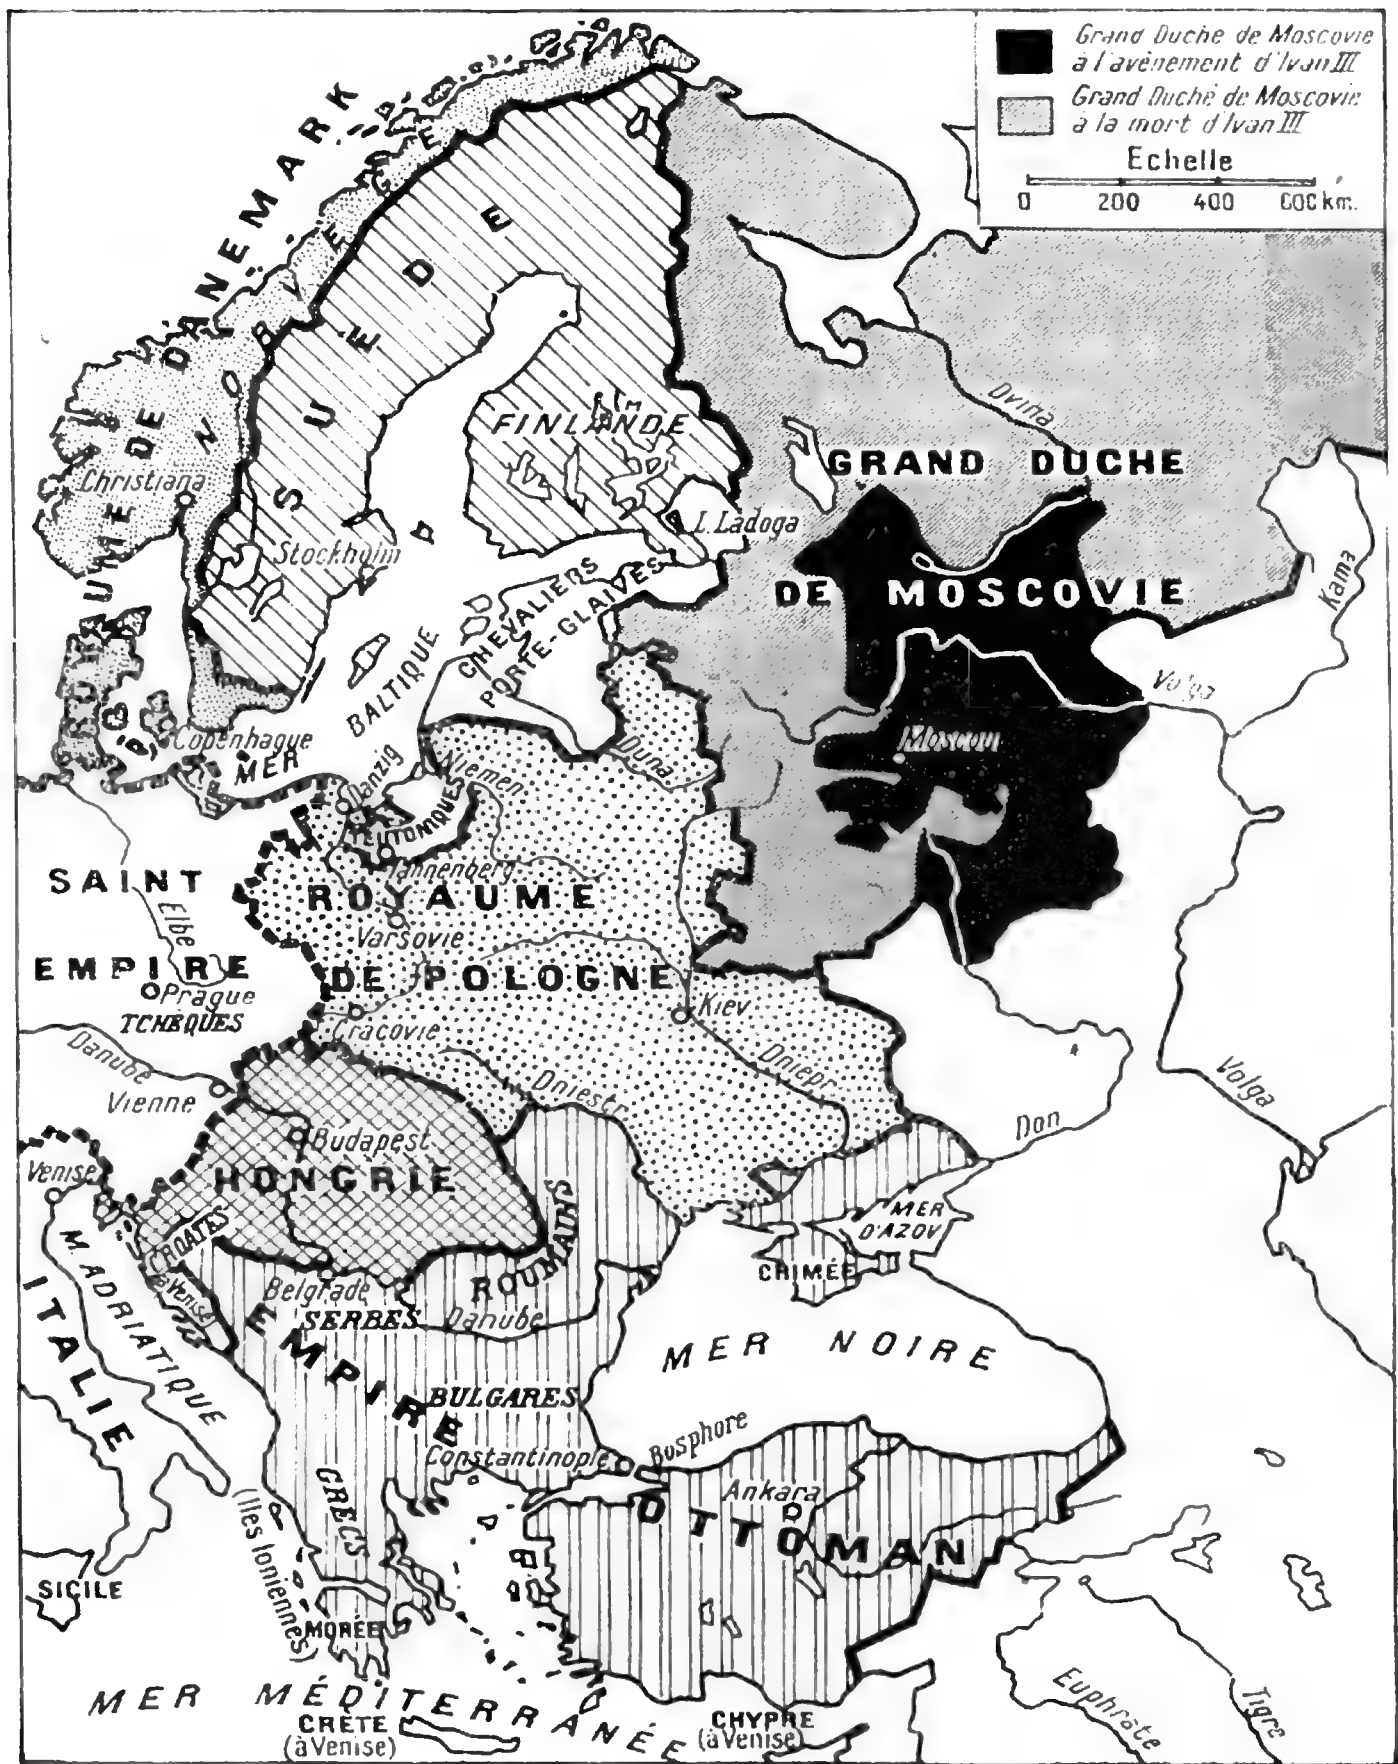 Grand Duché de Moscovie
à l'avènement d'Ivan III
Grand Duché de Moscovie
à la mort d'Ivan III
Echelle
0 200 400 600 km.
ROYAUME DE DANEMARK
NORVEGE
SUEDE
FINLANDE
Christiana
Stockholm
L. Ladoga
Dvina
GRAND DUCHE
DE MOSCOVIE
Kama
Volga
Moscou
CHEVALIERS
PORTE-GLAIVES
MER BALTIQUE
Copenhague
Danzig
Niemen
Duna
TEUTONIQUES
Tannenberg
SAINT
EMPIRE
Elbe
Prague
TCHEQUES
ROYAUME
DE POLOGNE
Varsovie
Cracovie
Kiev
Dniepr
Dniestr
Danube
Vienne
Don
Volga
Budapest
HONGRIE
Venise
CROATES
à Venise
M. ADRIATIQUE
ITALIE
Belgrade
SERBES
Danube
ROUMAINS
MER
D'AZOV
CRIMÉE
MER NOIRE
EMPIRE
BULGARES
Constantinople
Bosphore
Ankara
OTTOMAN
GRECS
(Iles Ioniennes)
MORÉE
SICILE
MER MÉDITERRANÉE
CRÈTE
(à Venise)
CHYPRE
(à Venise)
Euphrate
Tigre